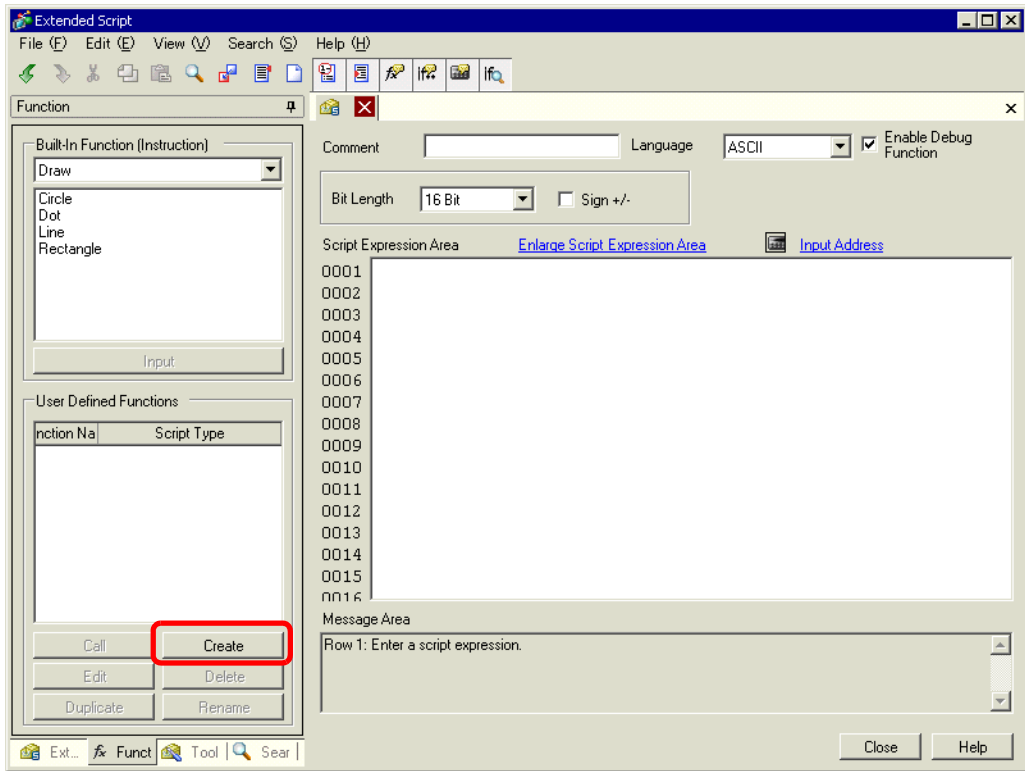 Extended Script
File (F) Edit (E) View (V) Search (S) Help (H)
Function
Built-In Function (Instruction)
Draw
Circle
Dot
Line
Rectangle
Input
User Defined Functions
nction Na Script Type
Call Create
Edit Delete
Duplicate Rename
Ext... fx Funct Tool Sear
Comment Language ASCII Enable Debug
Function
Bit Length 16 Bit Sign +/-
Script Expression Area Enlarge Script Expression Area Input Address
0001
0002
0003
0004
0005
0006
0007
0008
0009
0010
0011
0012
0013
0014
0015
0016
Message Area
Row 1: Enter a script expression.
Close Help